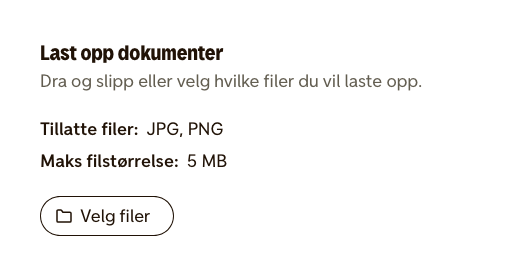 Last opp dokumenter
Dra og slipp eller velg hvilke filer du vil laste opp.
Tillatte filer: JPG, PNG
Maks filstørrelse: 5 MB
Velg filer